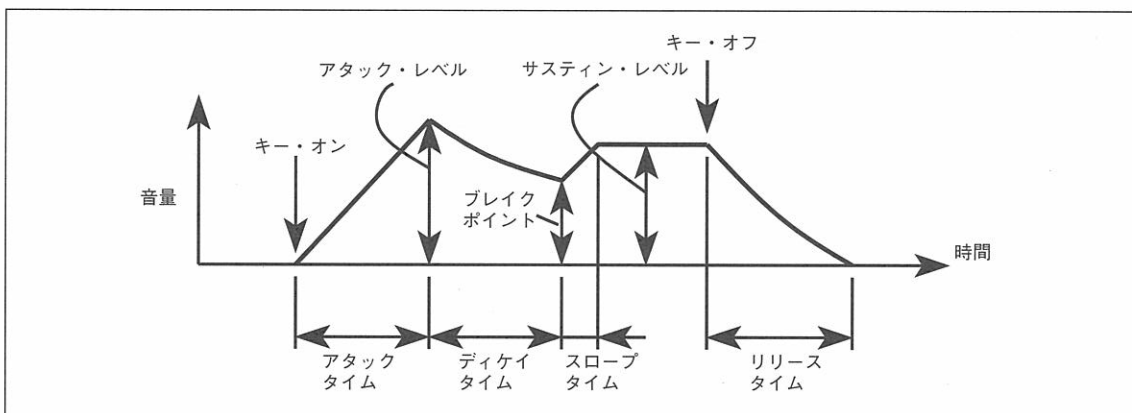 キー・オフ
アタック・レベル
サスティン・レベル
キー・オン
音量
ブレイク
ポイント
時間
アタック
タイム
ディケイ
タイム
スロープ
タイム
リリース
タイム